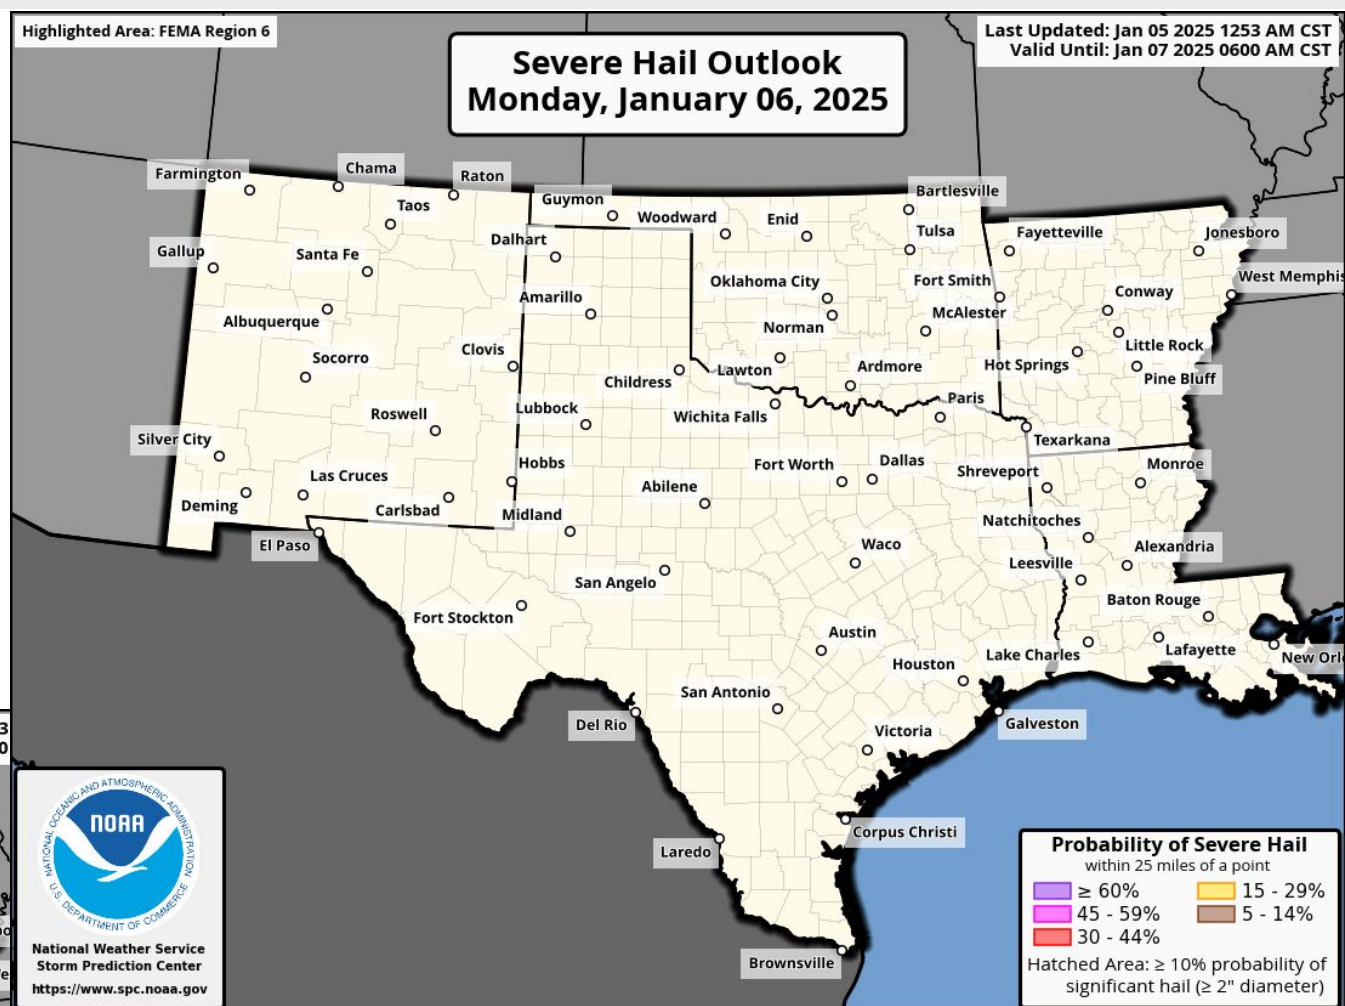 Highlighted Area: FEMA Region 6
Last Updated: Jan 05 2025 1253 AM CST
Valid Until: Jan 07 2025 0600 AM CST
Severe Hail Outlook
Monday, January 06, 2025
Farmington
Chama
Raton
Taos
Guymon
Woodward
Enid
Bartlesville
Tulsa
Fayetteville
Jonesboro
Gallup
Santa Fe
Dalhart
Oklahoma City
Fort Smith
West Memphis
Albuquerque
Amarillo
Norman
McAlester
Conway
Socorro
Clovis
Childress
Lawton
Ardmore
Hot Springs
Little Rock
Pine Bluff
Roswell
Lubbock
Wichita Falls
Paris
Silver City
Texarkana
Las Cruces
Hobbs
Abilene
Fort Worth
Dallas
Shreveport
Monroe
Deming
Carlsbad
Midland
Natchitoches
El Paso
San Angelo
Waco
Leesville
Alexandria
Fort Stockton
Austin
Baton Rouge
Houston
Lake Charles
Lafayette
New Orl
San Antonio
Del Rio
Victoria
Galveston
3
0
Laredo
Corpus Christi
Brownsville
NATIONAL OCEANIC AND ATMOSPHERIC ADMINISTRATION
NOAA
U.S. DEPARTMENT OF COMMERCE
National Weather Service
Storm Prediction Center
https://www.spc.noaa.gov
Probability of Severe Hail
within 25 miles of a point
≥ 60% 15 - 29%
45 - 59% 5 - 14%
30 - 44%
Hatched Area: ≥ 10% probability of
significant hail (≥ 2" diameter)